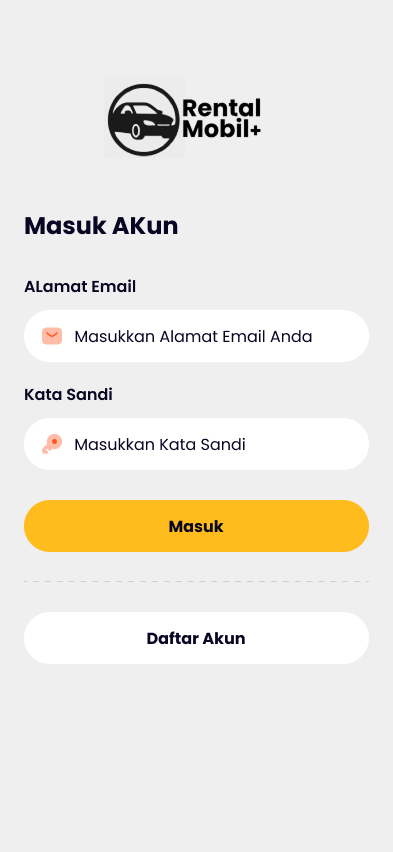 Rental
Mobil+
Masuk AKun
ALamat Email
Masukkan Alamat Email Anda
Kata Sandi
Masukkan Kata Sandi
Masuk
Daftar Akun